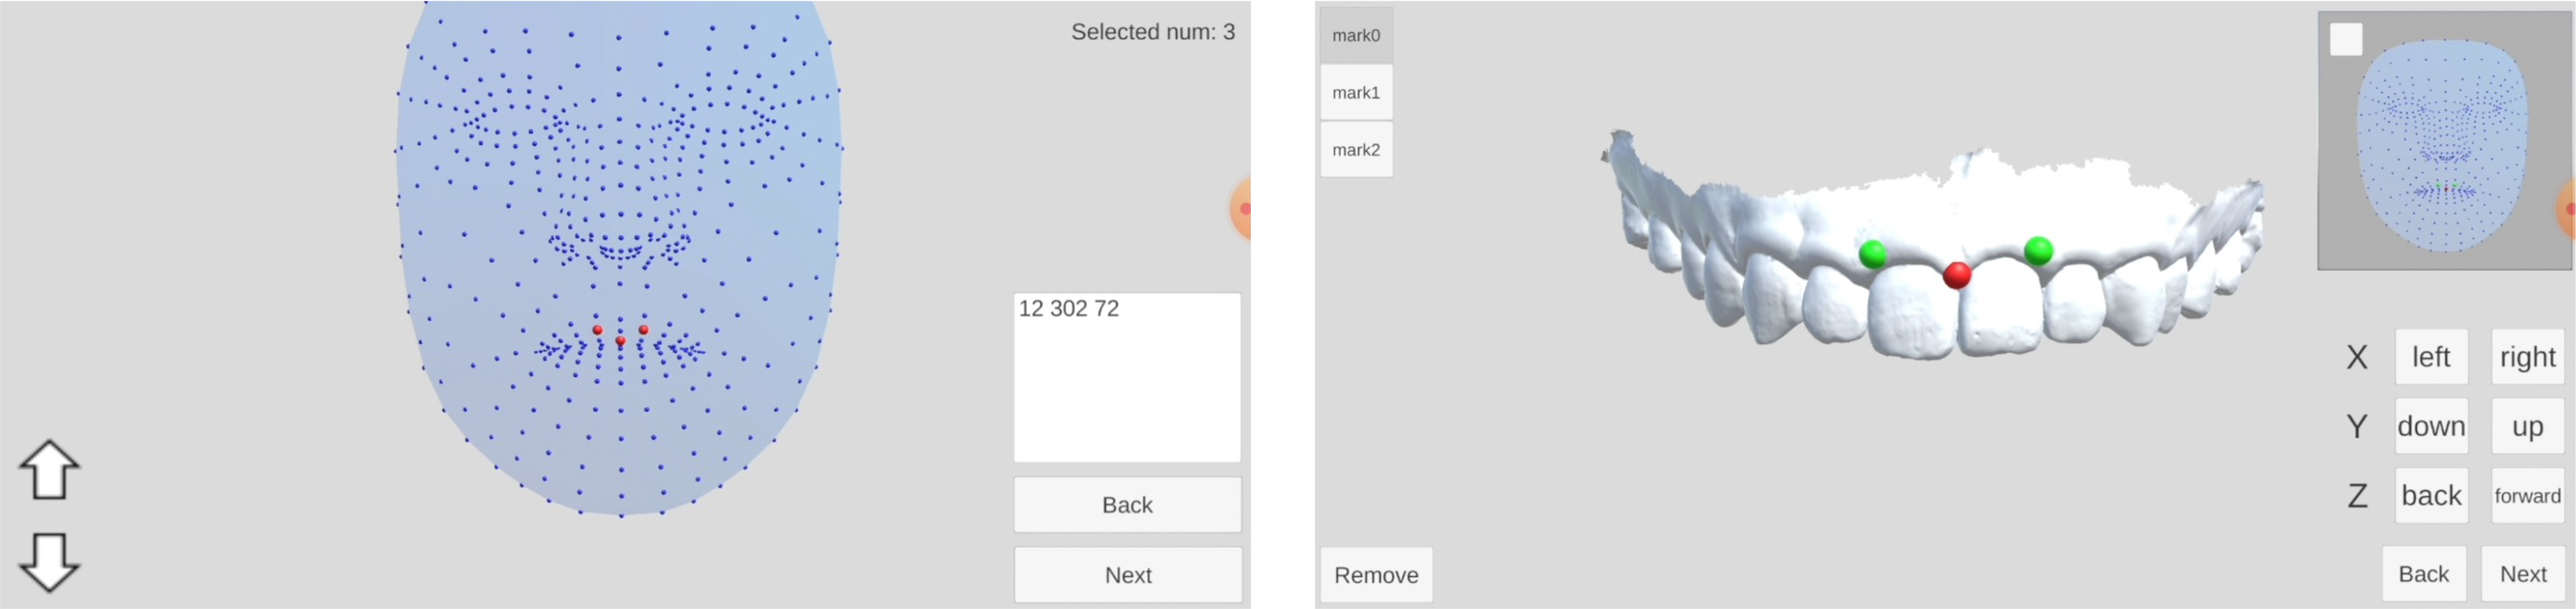 Selected num: 3
12 302 72
Back
Next
mark0
mark1
mark2
Remove
X left right
Y down up
Z back forward
Back Next